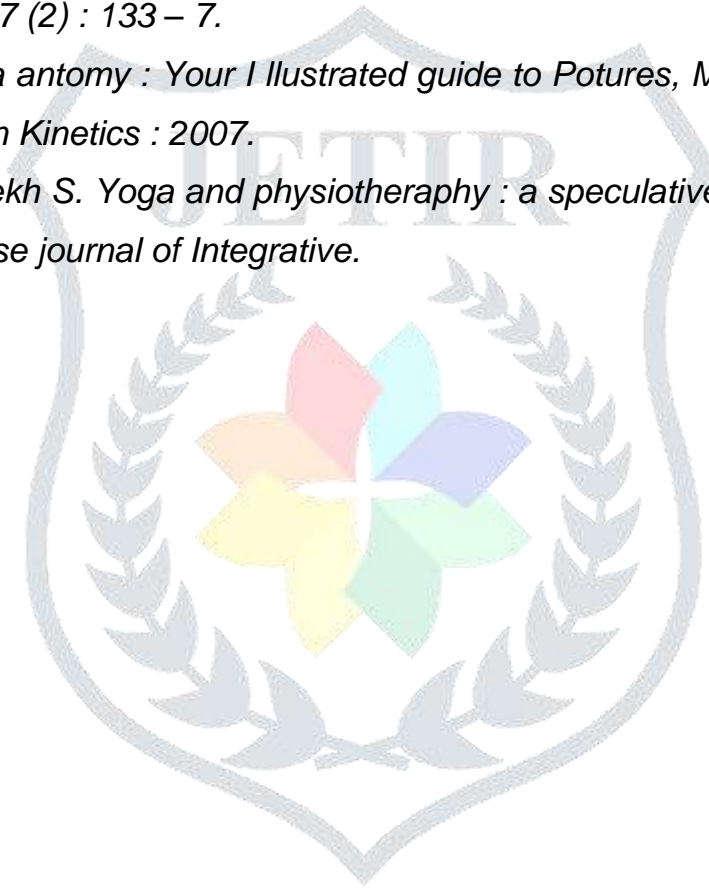 7 (2) : 133 – 7.
a antomy : Your I llustrated guide to Potures, M
n Kinetics : 2007.
ekh S. Yoga and physiotheraphy : a speculative
se journal of Integrative.
JETIR